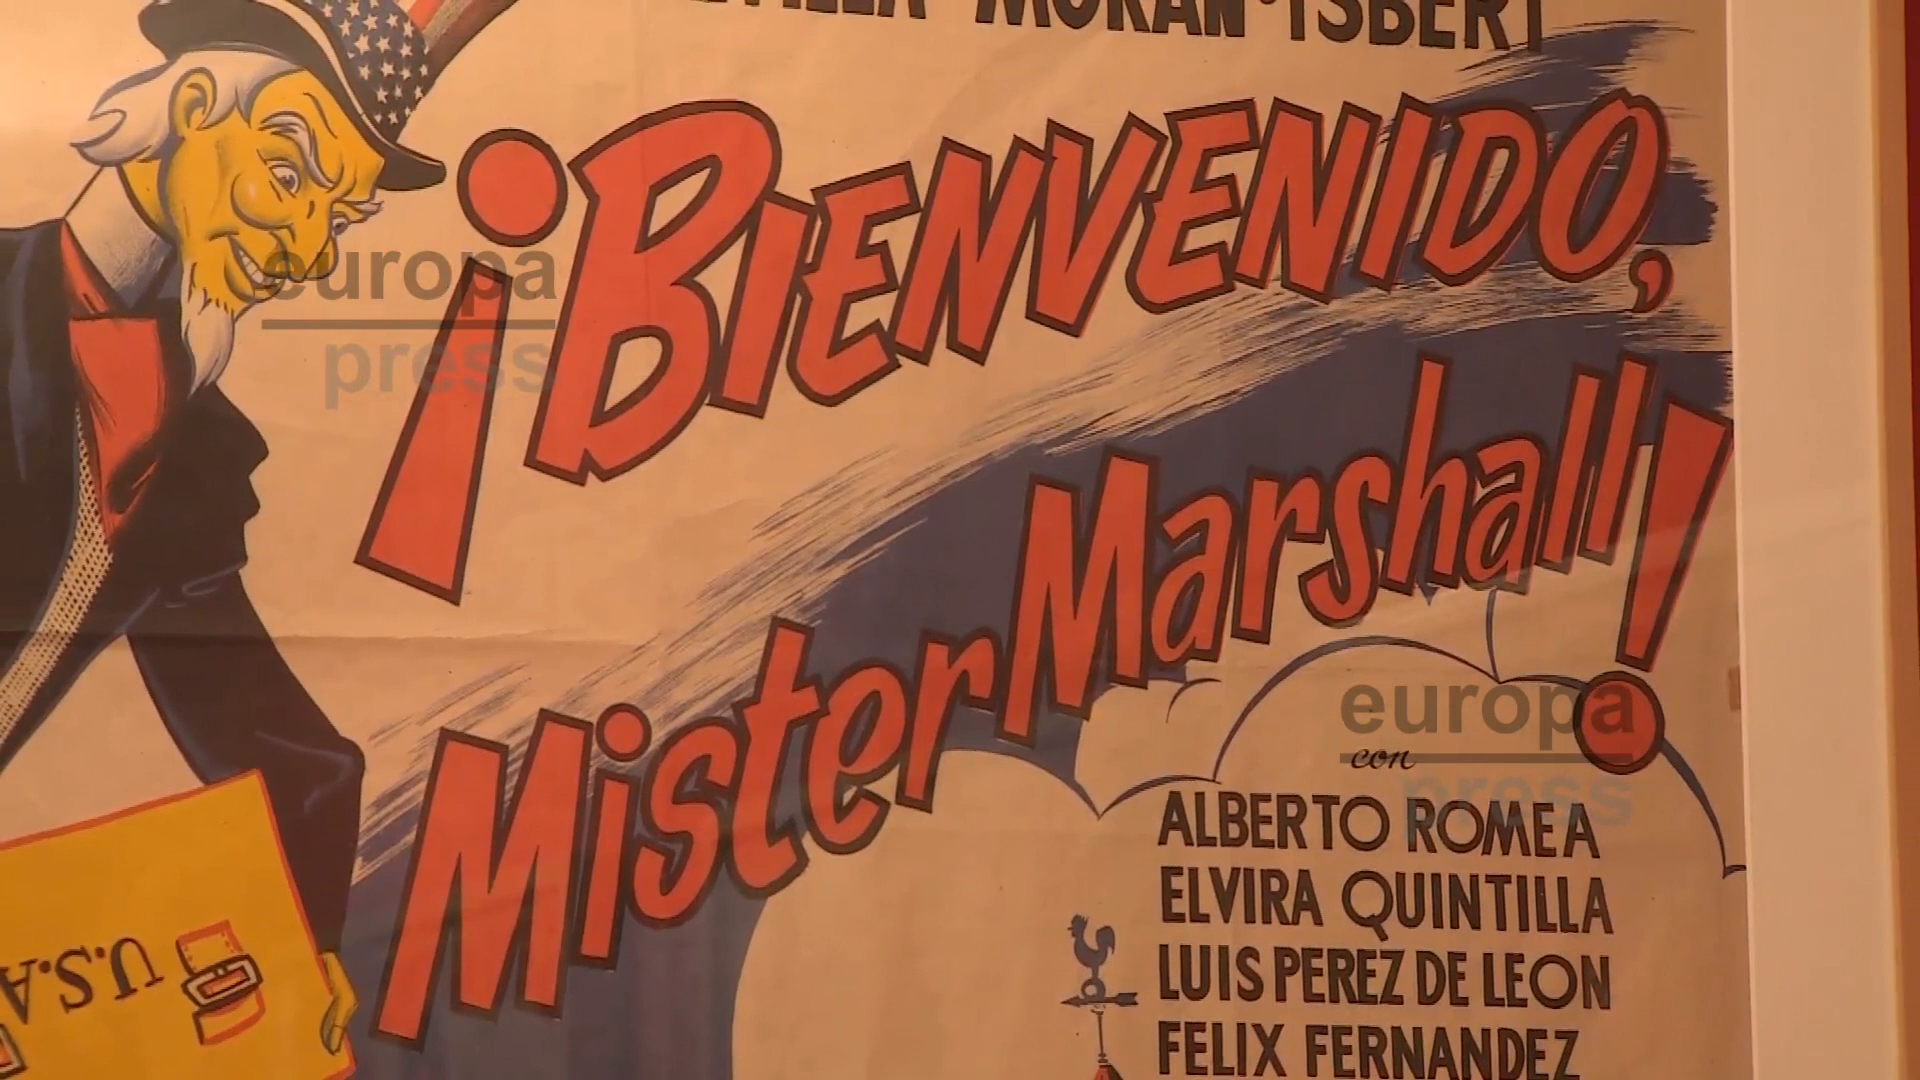 MORAN · ISBERT
¡BIENVENIDO,
Mister Marshall!
con
ALBERTO ROMEA
ELVIRA QUINTILLA
LUIS PEREZ DE LEON
FELIX FERNANDEZ
U.S.A
europa
press
europa
press